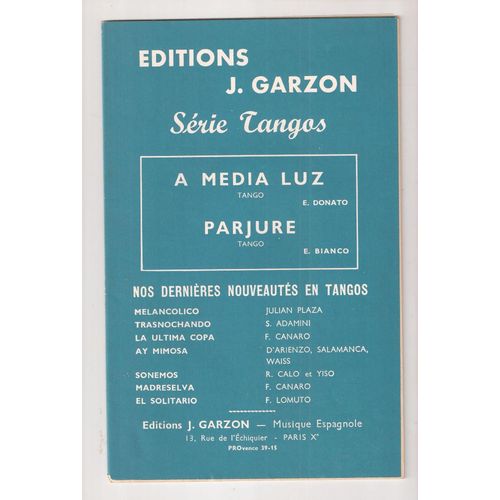 EDITIONS
J. GARZON
Série Tangos
A MEDIA LUZ
TANGO
E. DONATO
PARJURE
TANGO
E. BIANCO
NOS DERNIÈRES NOUVEAUTÉS EN TANGOS
MELANCOLICO JULIAN PLAZA
TRASNOCHANDO S. ADAMINI
LA ULTIMA COPA F. CANARO
AY MIMOSA D'ARIENZO, SALAMANCA,
WAISS
SONEMOS R. CALO et YISO
MADRESELVA F. CANARO
EL SOLITARIO F. LOMUTO
Editions J. GARZON — Musique Espagnole
13, Rue de l'Échiquier - PARIS X°
PROvence 39-15